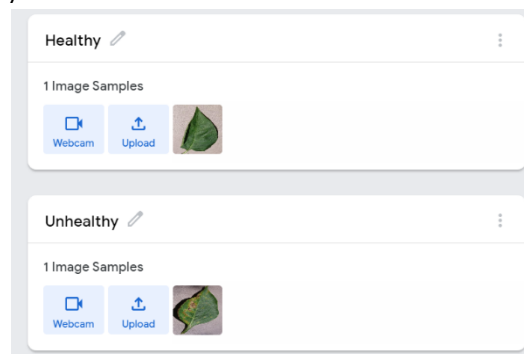 Healthy
1 Image Samples
Webcam
Upload
Unhealthy
1 Image Samples
Webcam
Upload